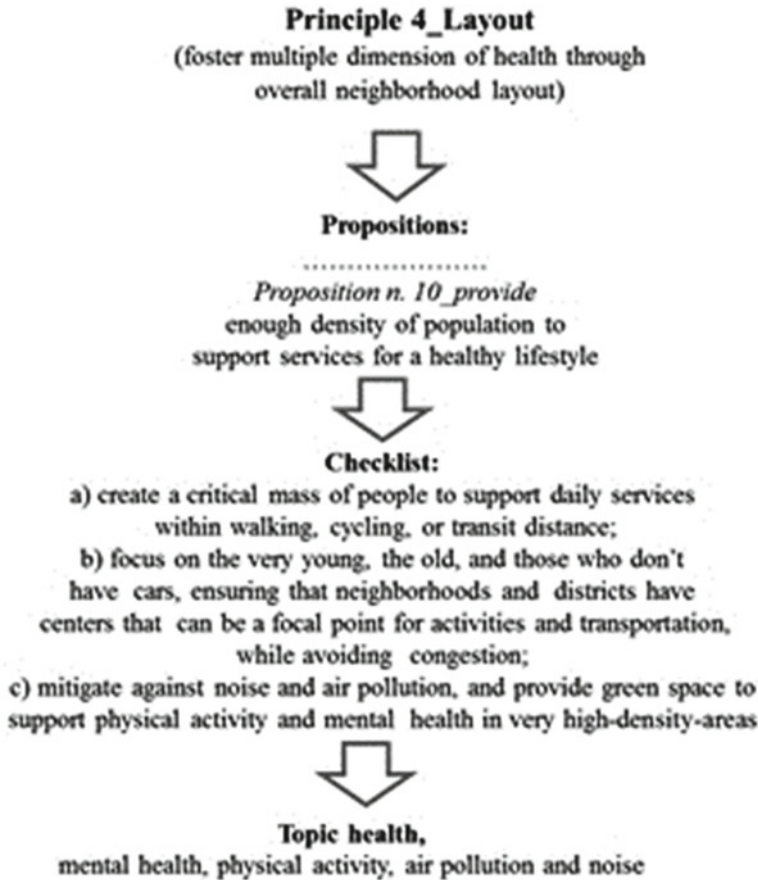 Principle 4_Layout
(foster multiple dimension of health through
overall neighborhood layout)
Propositions:
.....................
Proposition n. 10_provide
enough density of population to
support services for a healthy lifestyle
Checklist:
a) create a critical mass of people to support daily services
within walking, cycling, or transit distance;
b) focus on the very young, the old, and those who don't
have cars, ensuring that neighborhoods and districts have
centers that can be a focal point for activities and transportation,
while avoiding congestion;
c) mitigate against noise and air pollution, and provide green space to
support physical activity and mental health in very high-density-areas
Topic health,
mental health, physical activity, air pollution and noise